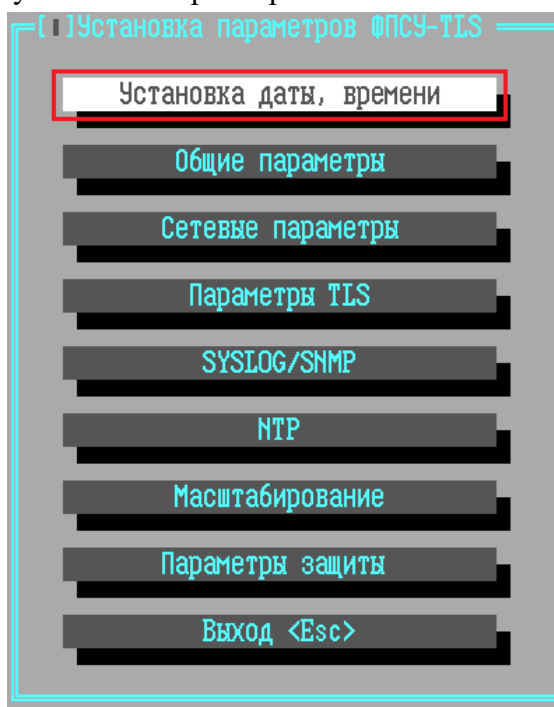 [▮]Установка параметров ФПСУ-TLS
Установка даты, времени
Общие параметры
Сетевые параметры
Параметры TLS
SYSLOG/SNMP
NTP
Масштабирование
Параметры защиты
Выход <Esc>